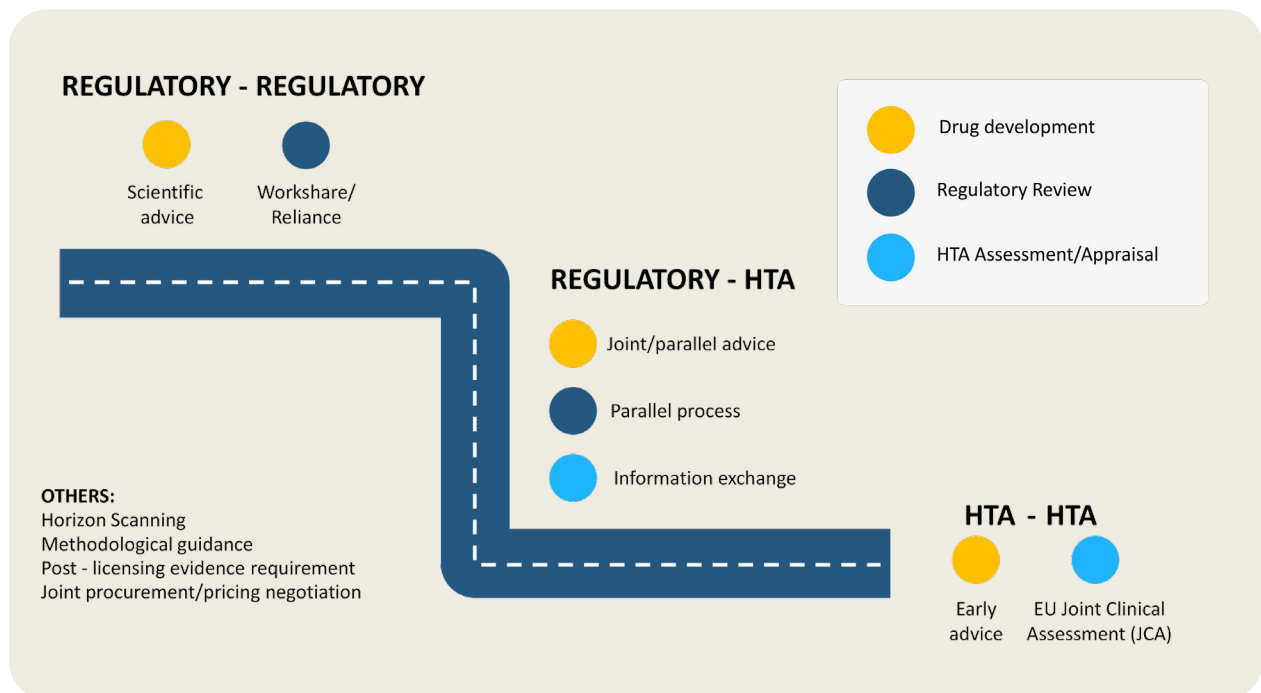 REGULATORY - REGULATORY
Scientific
advice
Workshare/
Reliance
Drug development
Regulatory Review
HTA Assessment/Appraisal
REGULATORY - HTA
Joint/parallel advice
Parallel process
Information exchange
OTHERS:
Horizon Scanning
Methodological guidance
Post - licensing evidence requirement
Joint procurement/pricing negotiation
HTA - HTA
Early
advice
EU Joint Clinical
Assessment (JCA)